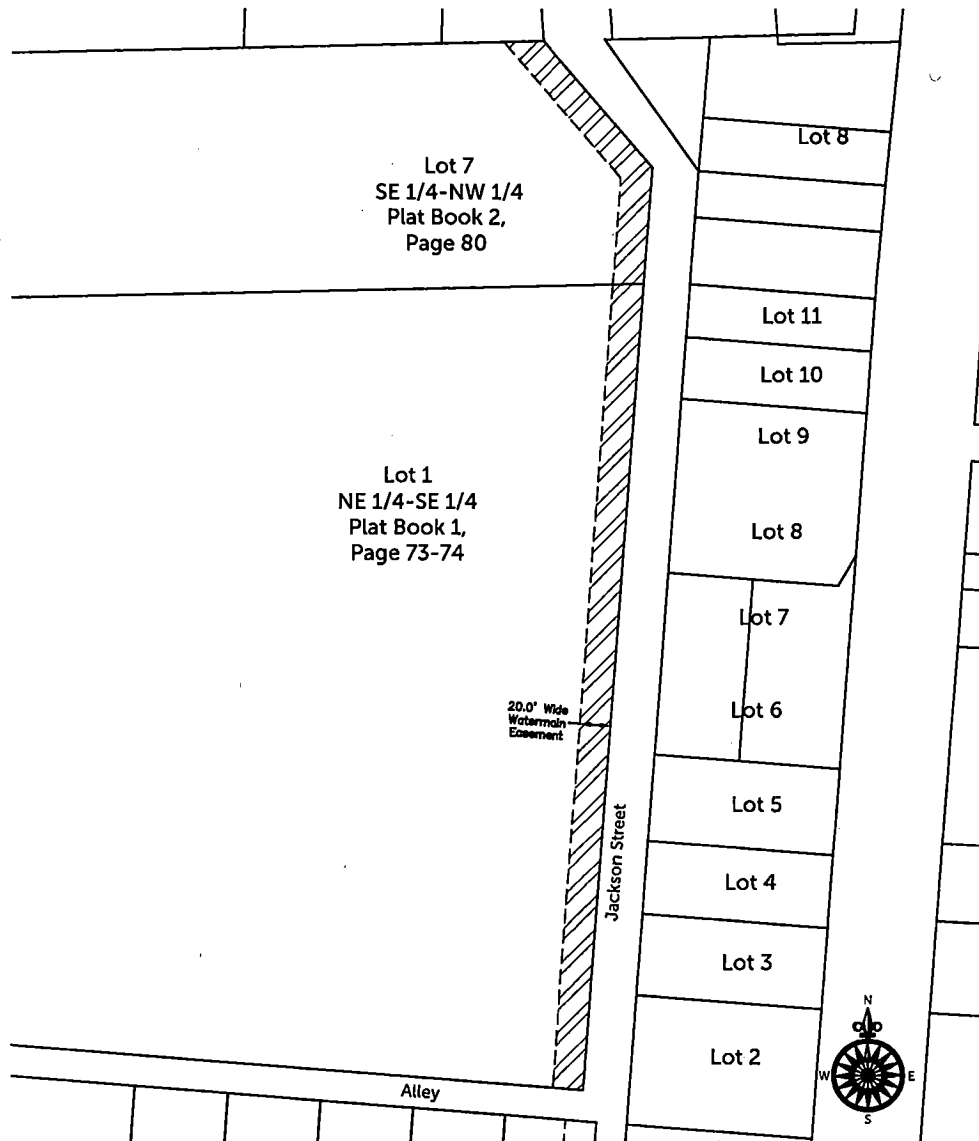 Lot 8
Lot 7
SE 1/4-NW 1/4
Plat Book 2,
Page 80
Lot 11
Lot 10
Lot 9
Lot 1
NE 1/4-SE 1/4
Plat Book 1,
Page 73-74
Lot 8
Lot 7
20.0' Wide
Watermain
Easement
Lot 6
Lot 5
Jackson Street
Lot 4
Lot 3
Lot 2
Alley
N
W
E
S